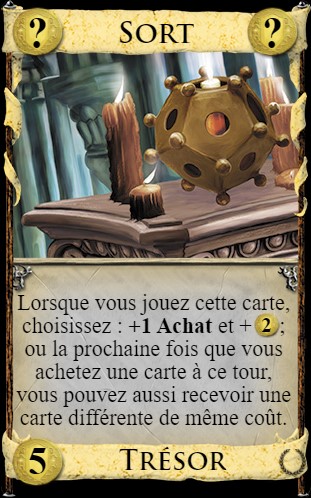 ? SORT ?
Lorsque vous jouez cette carte,
choisissez : +1 Achat et + 2 ;
ou la prochaine fois que vous
achetez une carte à ce tour,
vous pouvez aussi recevoir une
carte différente de même coût.
5 TRÉSOR